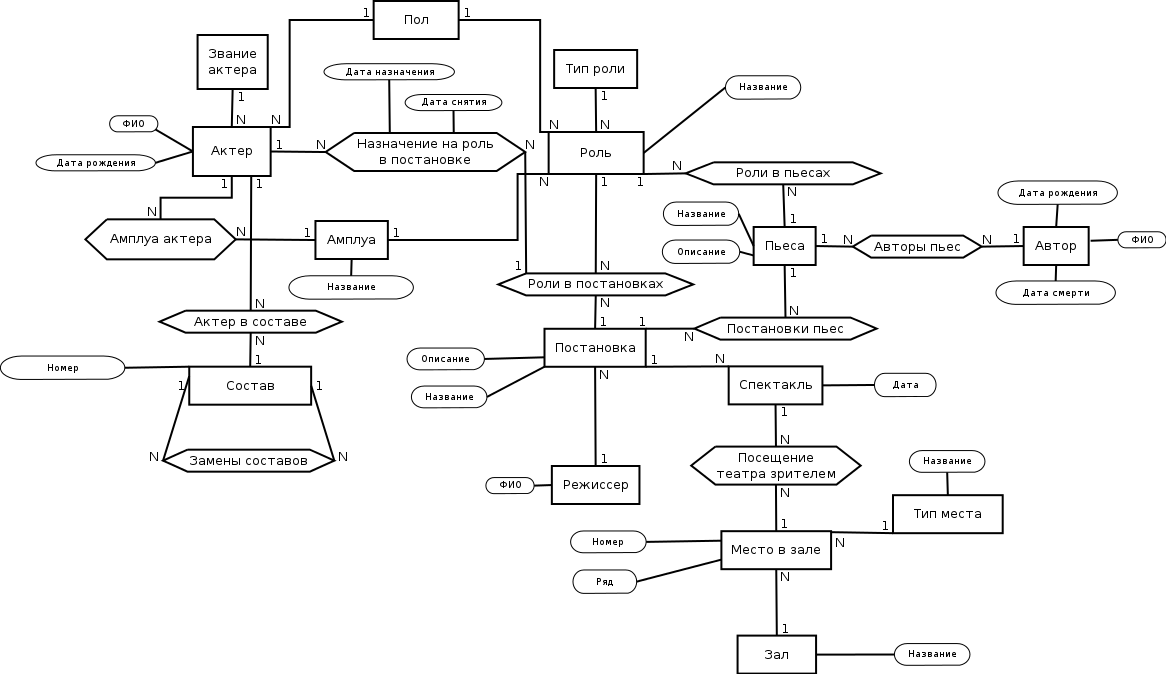 1
Пол
1
N
N
Звание
актера
1
N
Тип роли
1
N
Дата назначения
Дата снятия
Название
ФИО
Дата рождения
Актер
1
N
Назначение на роль
в постановке
N
Роль
1
1
N
1
1
N
Роли в пьесах
N
Дата рождения
N
Амплуа актера
N
1
Амплуа
1
Название
Название
Описание
1
Пьеса
1
N
Авторы пьес
N
1
Автор
ФИО
1
Дата смерти
1
N
Роли в постановках
N
N
Актер в составе
N
1
N
Постановки пьес
1
1
N
Постановка
1
N
N
Описание
Название
Номер
1
Состав
1
1
N
Замены составов
N
Спектакль
Дата
1
N
Посещение
театра зрителем
N
1
Режиссер
ФИО
Название
Тип места
1
N
1
Место в зале
Номер
Ряд
N
1
Зал
Название